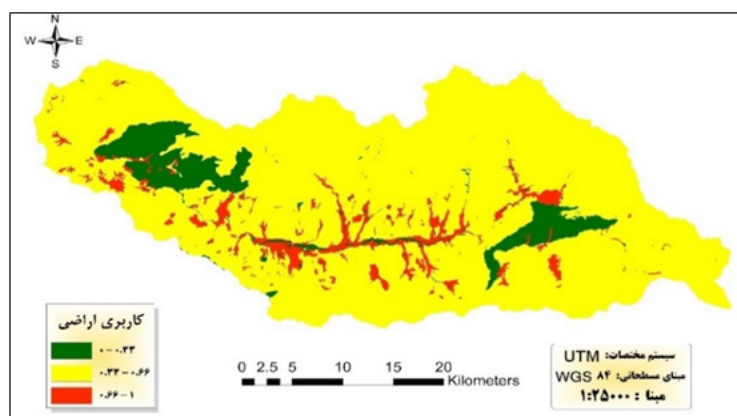 N
W E
S
کاربری اراضی
۰ – ۰.۳۳
۰.۳۳ – ۰.۶۶
۰.۶۶ – ۱
0 2.5 5 10 15 20
Kilometers
سیستم مختصات: UTM
مبنای مسطحاتی: WGS ۸۴
مبنا : ۱:۲۵۰۰۰